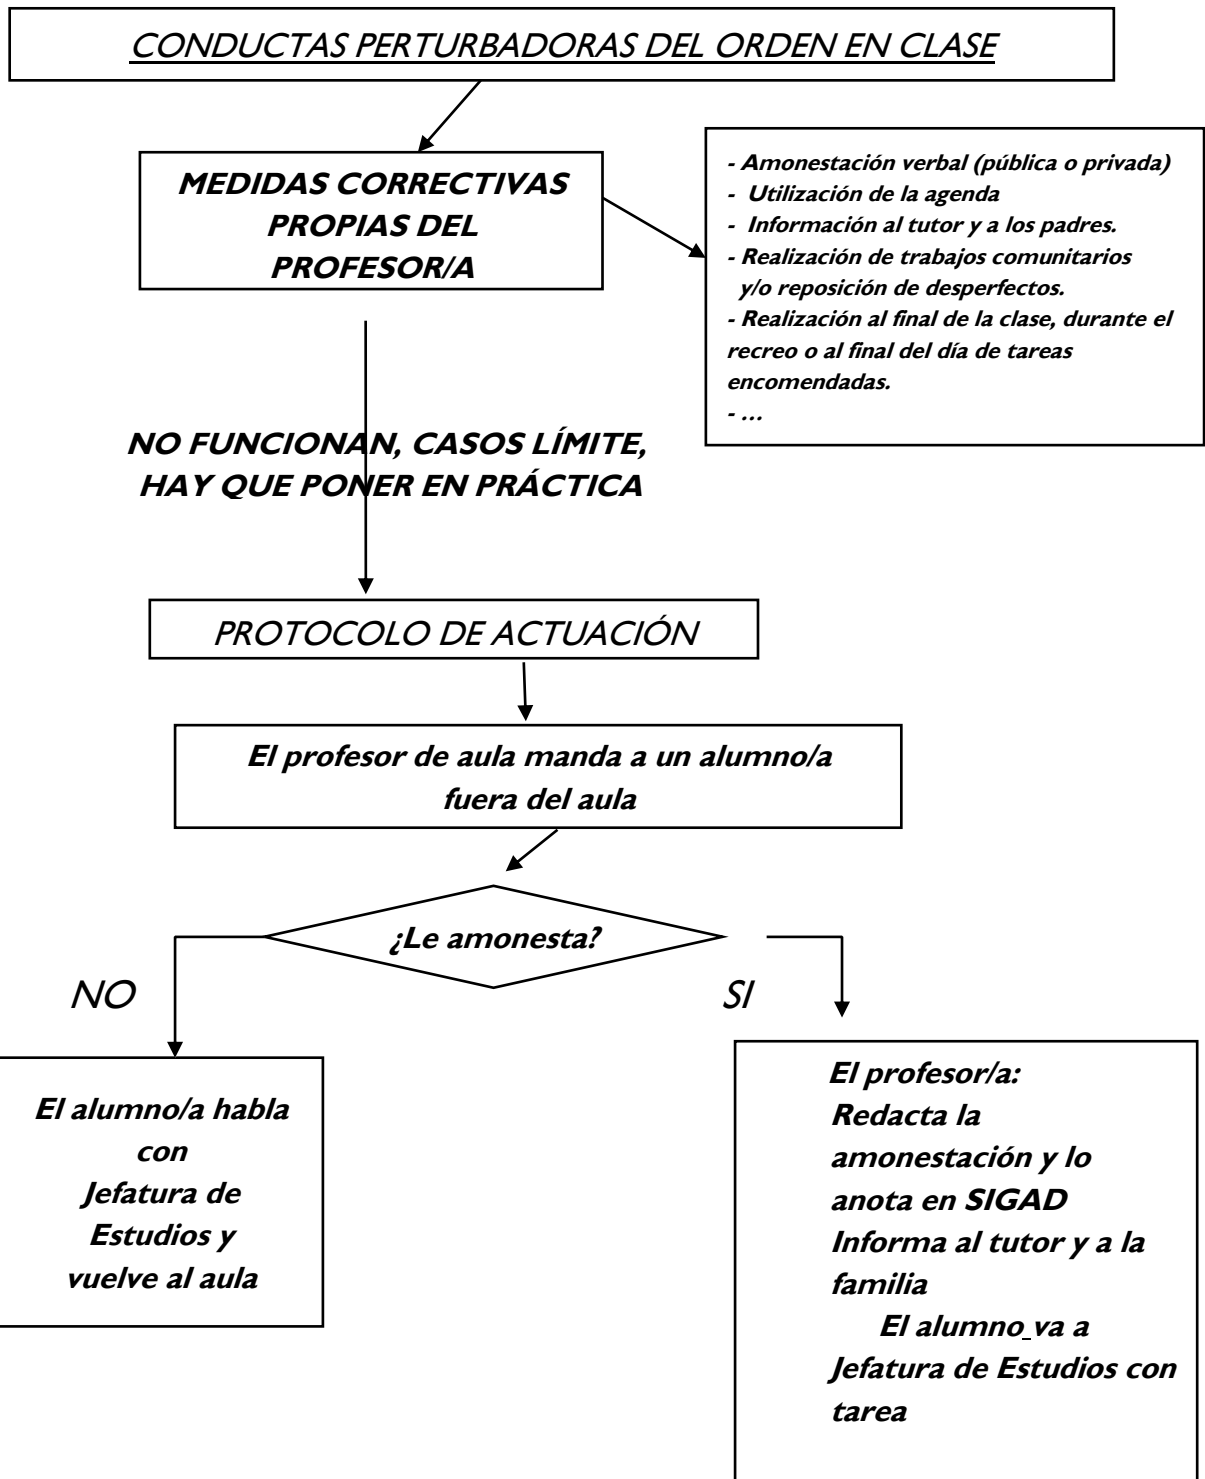 CONDUCTAS PERTURBADORAS DEL ORDEN EN CLASE
MEDIDAS CORRECTIVAS
PROPIAS DEL
PROFESOR/A
- Amonestación verbal (pública o privada)
- Utilización de la agenda
- Información al tutor y a los padres.
- Realización de trabajos comunitarios
y/o reposición de desperfectos.
- Realización al final de la clase, durante el
recreo o al final del día de tareas
encomendadas.
- ...
NO FUNCIONAN, CASOS LÍMITE,
HAY QUE PONER EN PRÁCTICA
PROTOCOLO DE ACTUACIÓN
El profesor de aula manda a un alumno/a
fuera del aula
¿Le amonesta?
NO
SI
El alumno/a habla
con
Jefatura de
Estudios y
vuelve al aula
El profesor/a:
Redacta la
amonestación y lo
anota en SIGAD
Informa al tutor y a la
familia
El alumno va a
Jefatura de Estudios con
tarea